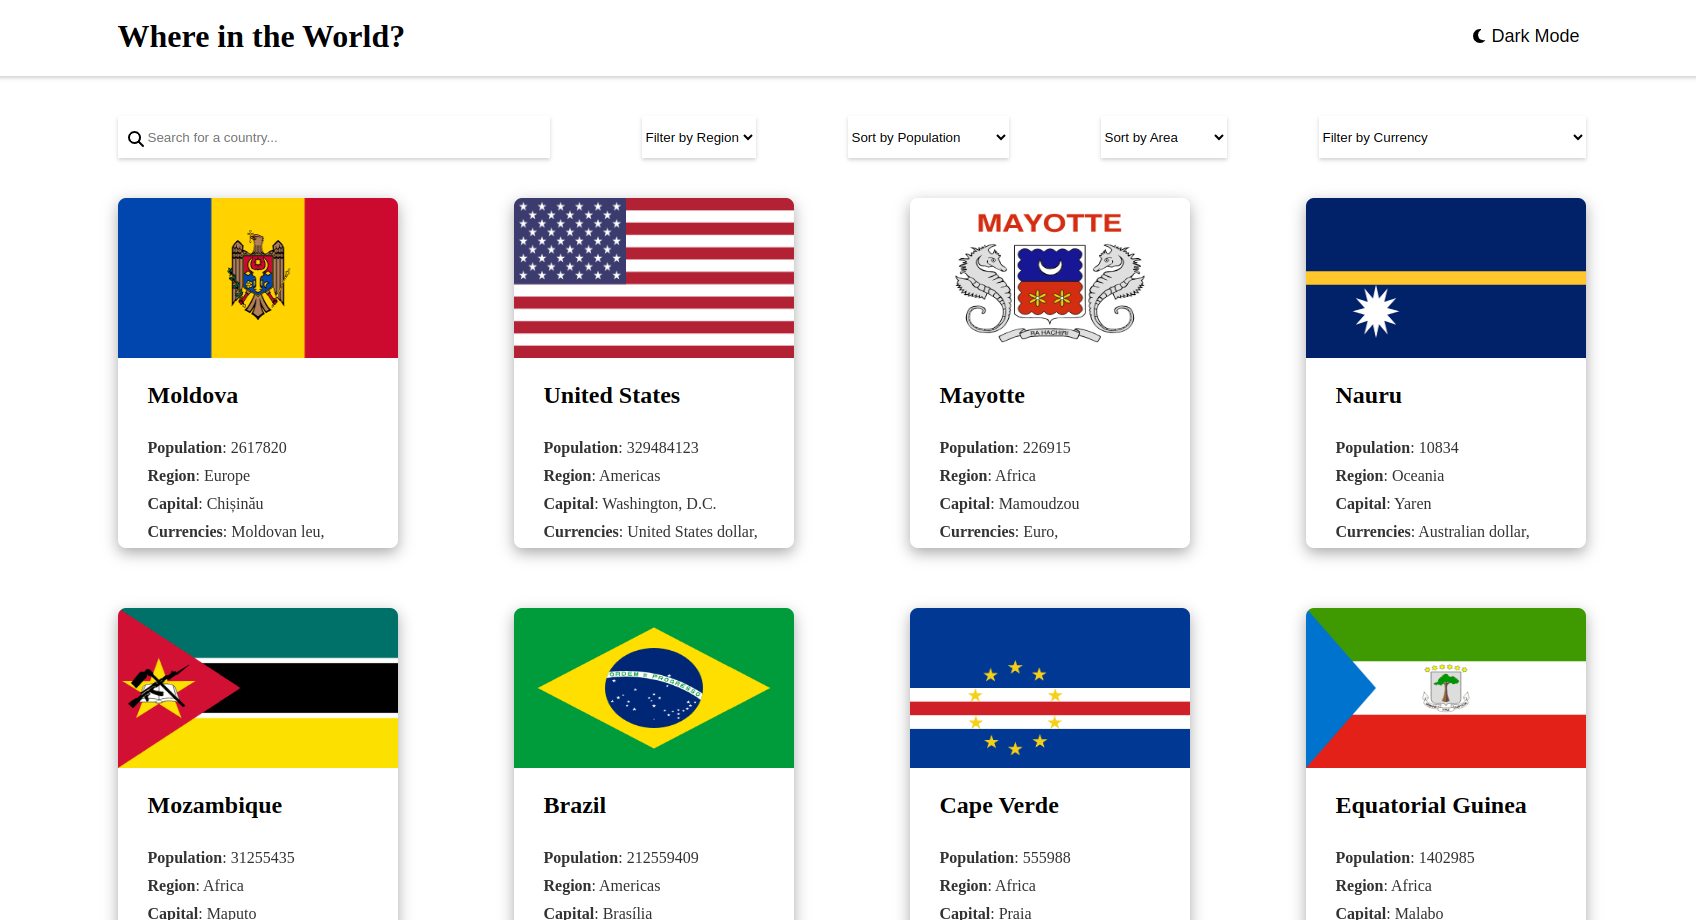 Where in the World?
Dark Mode
Search for a country...
Filter by Region
Sort by Population
Sort by Area
Filter by Currency
MAYOTTE
RA HACHIRI
Moldova
Population: 2617820
Region: Europe
Capital: Chișinău
Currencies: Moldovan leu,
United States
Population: 329484123
Region: Americas
Capital: Washington, D.C.
Currencies: United States dollar,
Mayotte
Population: 226915
Region: Africa
Capital: Mamoudzou
Currencies: Euro,
Nauru
Population: 10834
Region: Oceania
Capital: Yaren
Currencies: Australian dollar,
Mozambique
Population: 31255435
Region: Africa
Capital: Maputo
ORDEM E PROGRESSO
Brazil
Population: 212559409
Region: Americas
Capital: Brasília
Cape Verde
Population: 555988
Region: Africa
Capital: Praia
Equatorial Guinea
Population: 1402985
Region: Africa
Capital: Malabo